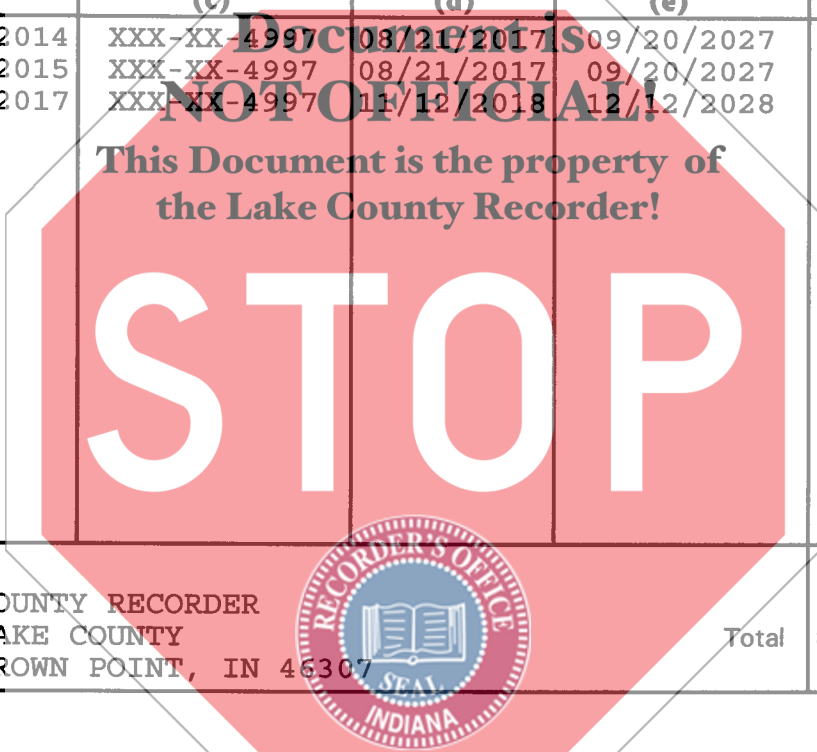 (c) (d) (e)
Document is
2014 XXX-XX-4997 08/21/2017 09/20/2027
2015 XXX-XX-4997 08/21/2017 09/20/2027
2017 XXX-XX-4997 11/12/2018 12/12/2028
NOT OFFICIAL!
This Document is the property of
the Lake County Recorder!
STOP
OUNTY RECORDER
AKE COUNTY
Total
ROWN POINT, IN 46307
RECORDER'S OFFICE
SEAL
INDIANA